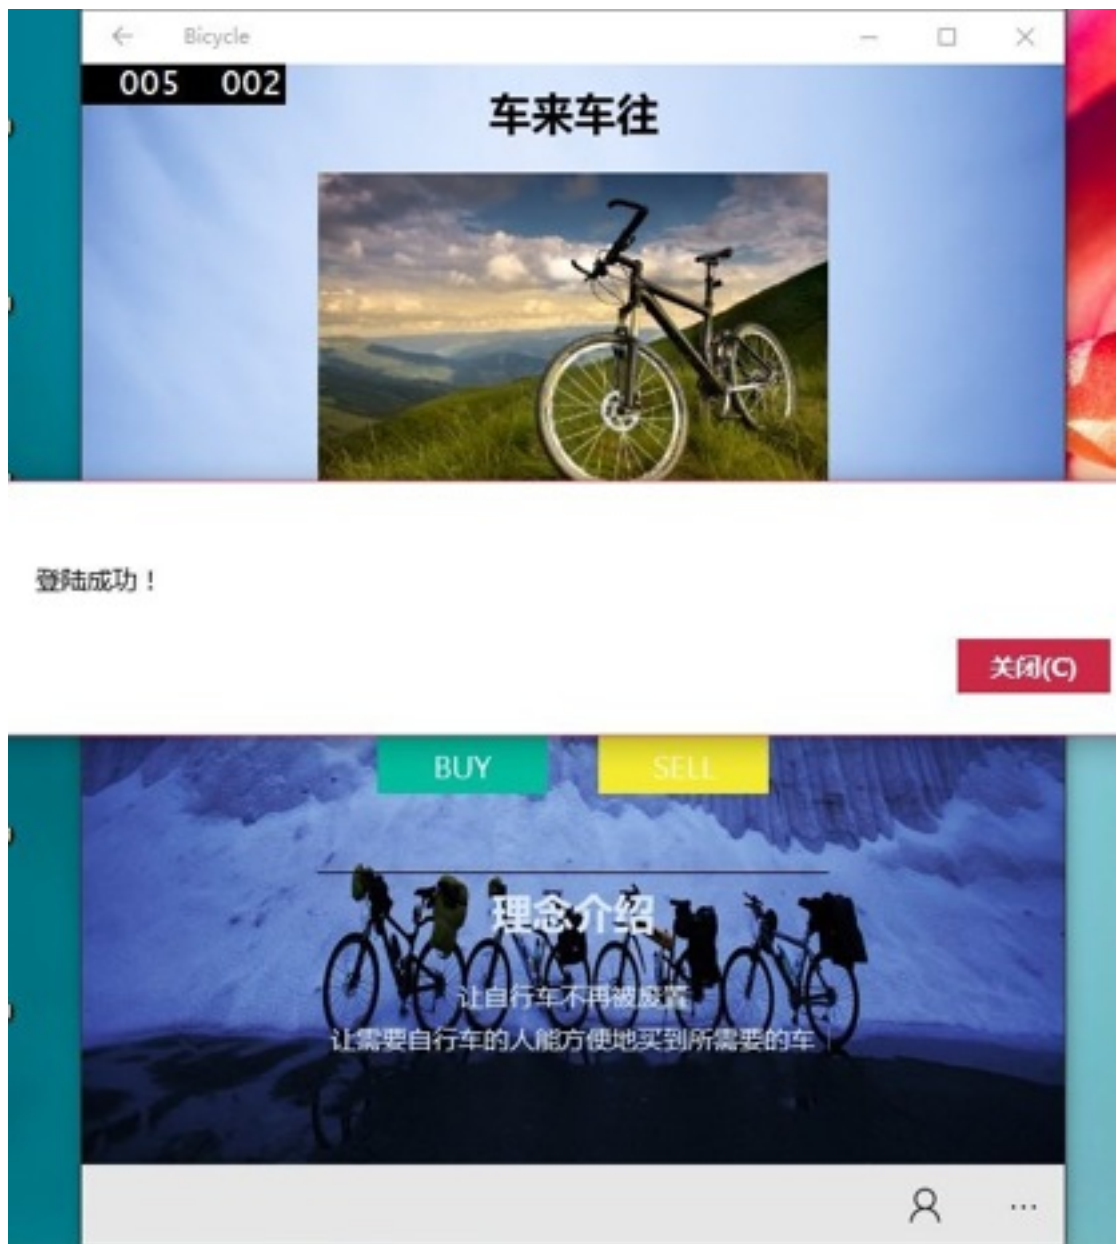 Bicycle
005 002
车来车往
登陆成功！
关闭(C)
BUY SELL
理念介绍
让自行车不再被废置
让需要自行车的人能方便地买到所需要的车